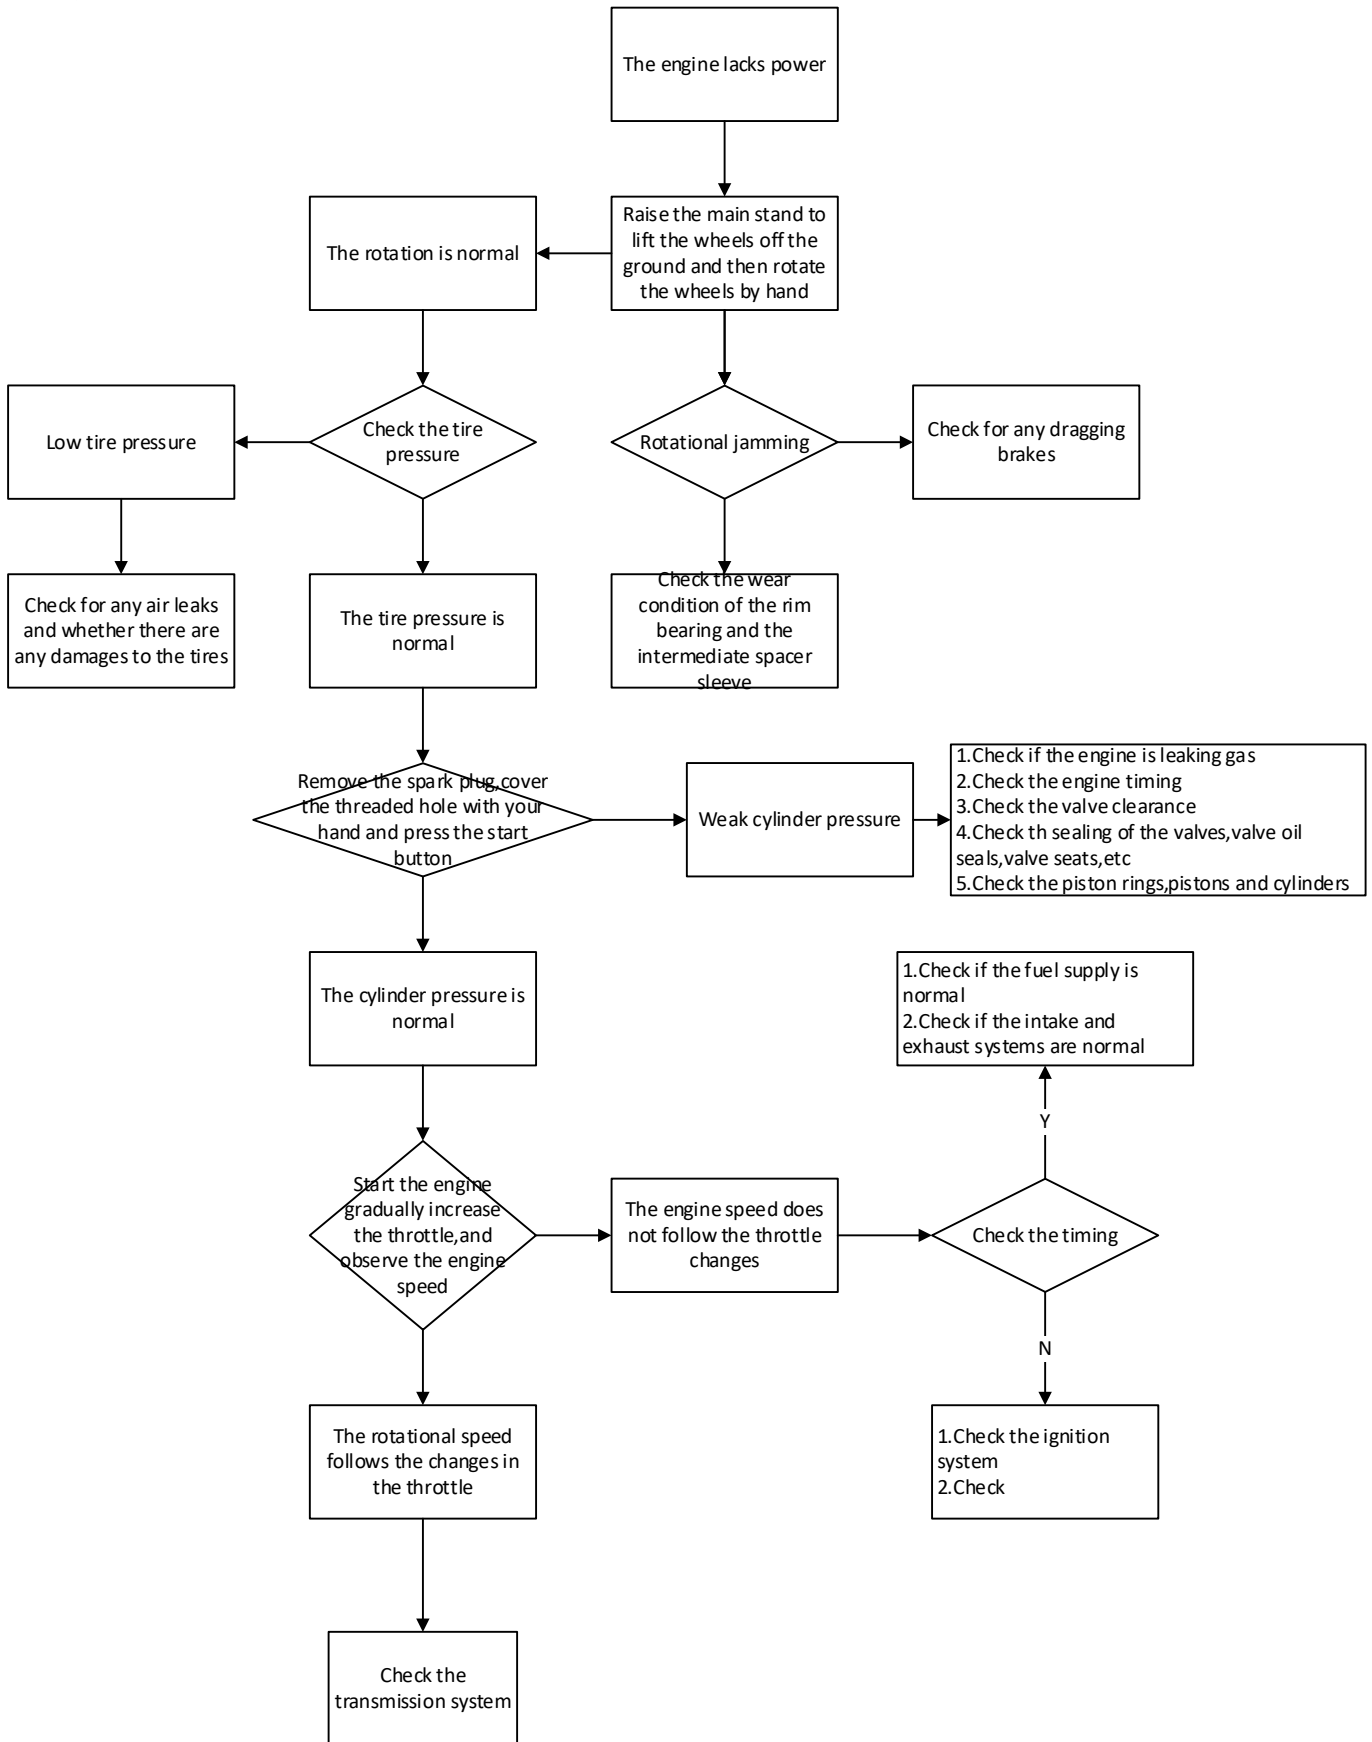 The engine lacks power
The rotation is normal
Raise the main stand to
lift the wheels off the
ground and then rotate
the wheels by hand
Low tire pressure
Check the tire
pressure
Rotational jamming
Check for any dragging
brakes
Check for any air leaks
and whether there are
any damages to the tires
The tire pressure is
normal
Check the wear
condition of the rim
bearing and the
intermediate spacer
sleeve
Remove the spark plug,cover
the threaded hole with your
hand and press the start
button
Weak cylinder pressure
1.Check if the engine is leaking gas
2.Check the engine timing
3.Check the valve clearance
4.Check th sealing of the valves,valve oil
seals,valve seats,etc
5.Check the piston rings,pistons and cylinders
The cylinder pressure is
normal
1.Check if the fuel supply is
normal
2.Check if the intake and
exhaust systems are normal
Y
Start the engine
gradually increase
the throttle,and
observe the engine
speed
The engine speed does
not follow the throttle
changes
Check the timing
N
The rotational speed
follows the changes in
the throttle
1.Check the ignition
system
2.Check
Check the
transmission system